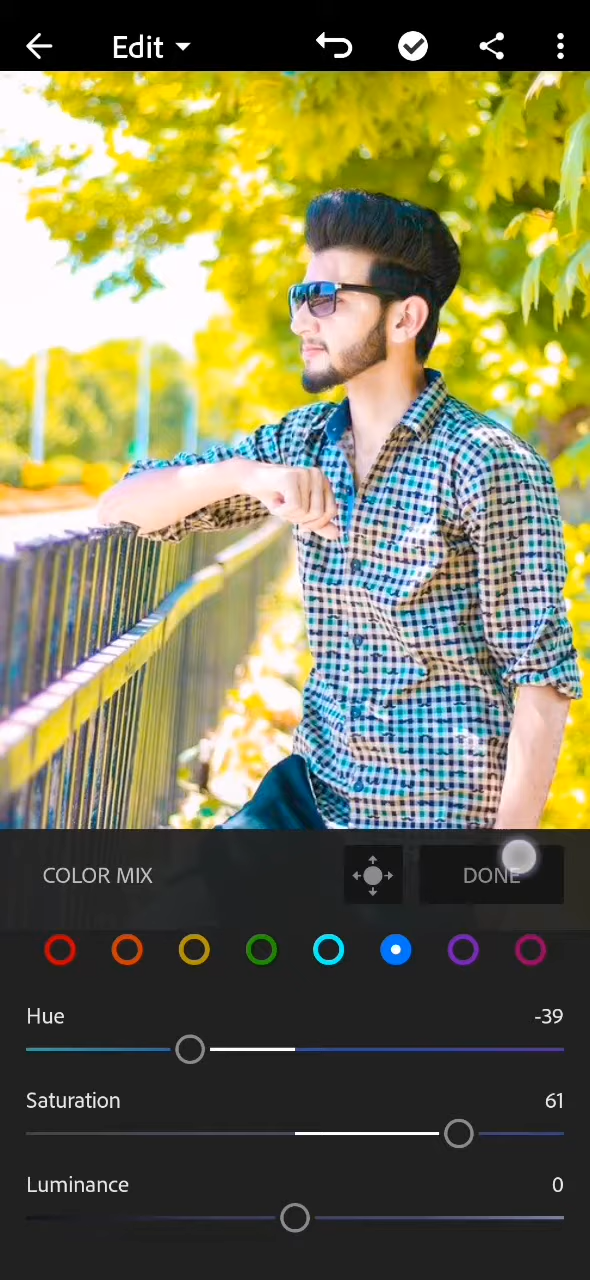 Edit
COLOR MIX
DONE
Hue
-39
Saturation
61
Luminance
0